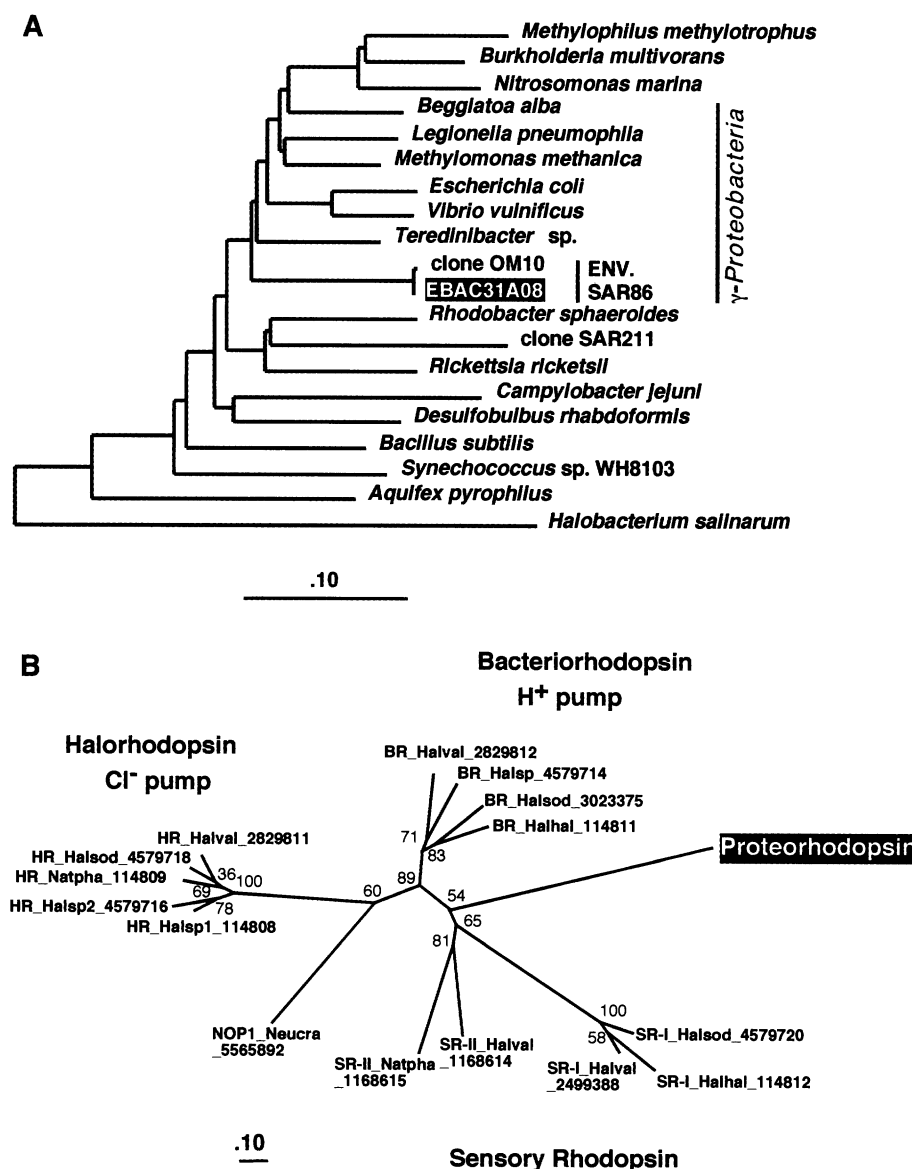 A
Methylophilus methylotrophus
Burkholderia multivorans
Nitrosomonas marina
Beggiatoa alba
Legionella pneumophila
Methylomonas methanica
Escherichia coli
Vibrio vulnificus
Teredinibacter sp.
clone OM10
EBAC31A08
ENV.
SAR86
γ-Proteobacteria
Rhodobacter sphaeroides
clone SAR211
Rickettsia ricketsii
Campylobacter jejuni
Desulfobulbus rhabdoformis
Bacillus subtilis
Synechococcus sp. WH8103
Aquifex pyrophilus
Halobacterium salinarum
.10
B
Bacteriorhodopsin
H+ pump
Halorhodopsin
Cl- pump
BR_Halval_2829812
BR_Halsp_4579714
BR_Halsod_3023375
BR_Halhal_114811
71
83
89
Proteorhodopsin
HR_Halval_2829811
HR_Halsod_4579718
HR_Natpha_114809
HR_Halsp2_4579716
HR_Halsp1_114808
36
100
69
78
60
54
65
81
NOP1_Neucra
_5565892
SR-II_Natpha
_1168615
SR-II_Halval
_1168614
100
58
SR-I_Halsod_4579720
SR-I_Halval
_2499388
SR-I_Halhal_114812
.10
Sensory Rhodopsin